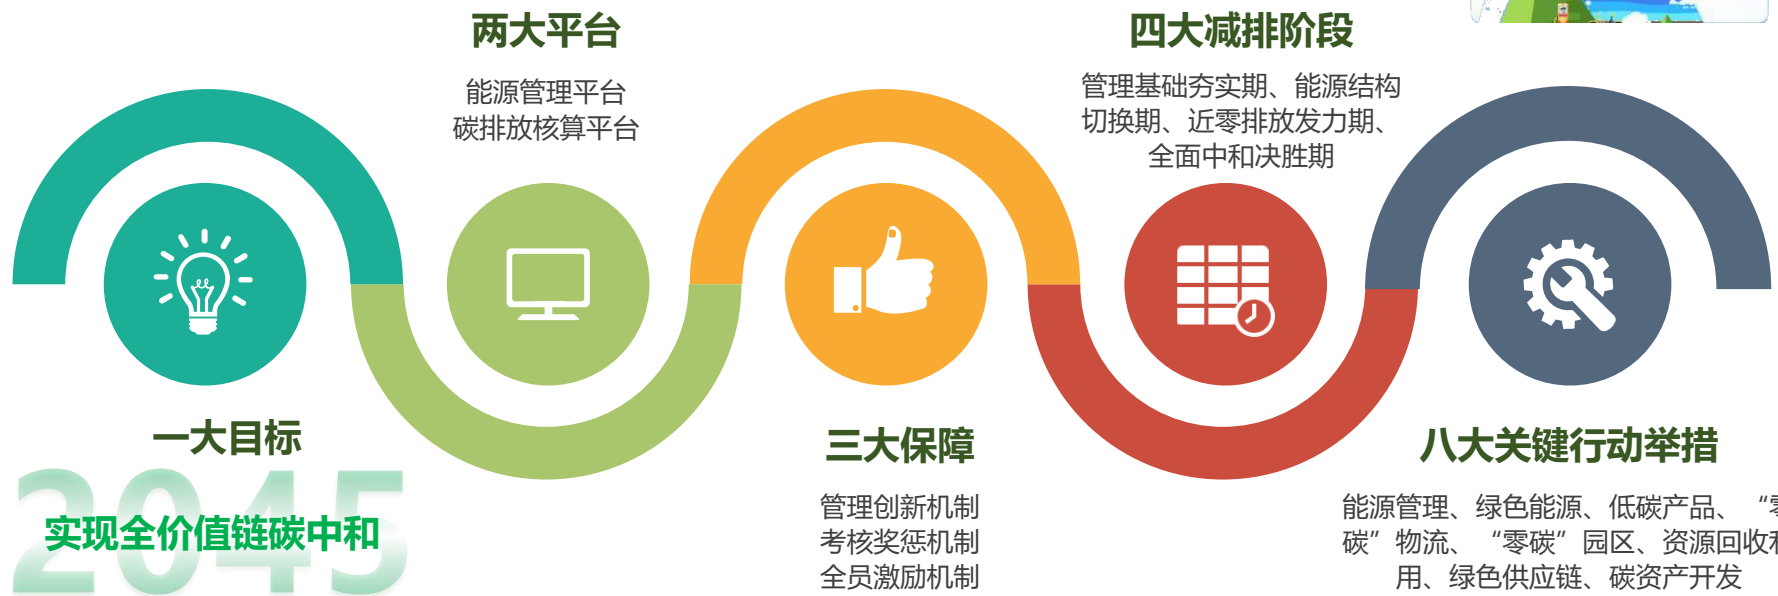 两大平台
能源管理平台
碳排放核算平台
四大减排阶段
管理基础夯实期、能源结构
切换期、近零排放发力期、
全面中和决胜期
一大目标
2045
实现全价值链碳中和
三大保障
管理创新机制
考核奖惩机制
全员激励机制
八大关键行动举措
能源管理、绿色能源、低碳产品、“零
碳”物流、“零碳”园区、资源回收利
用、绿色供应链、碳资产开发